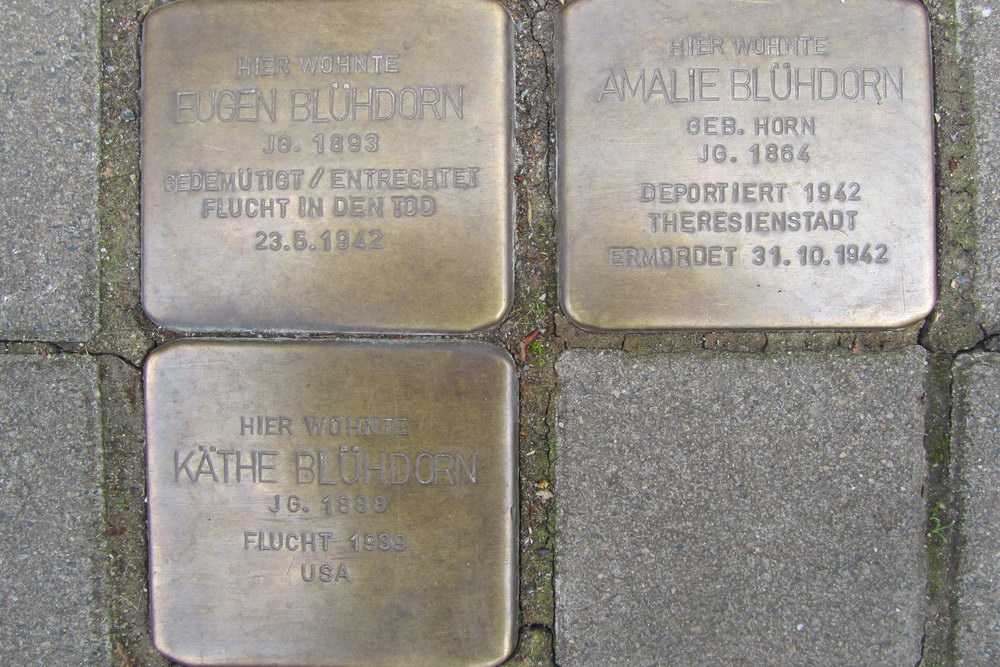 HIER WOHNTE
EUGEN BLÜHDORN
JG. 1893
GEDEMÜTIGT / ENTRECHTET
FLUCHT IN DEN TOD
23.5.1942
HIER WOHNTE
AMALIE BLÜHDORN
GEB. HORN
JG. 1864
DEPORTIERT 1942
THERESIENSTADT
ERMORDET 31.10.1942
HIER WOHNTE
KÄTHE BLÜHDORN
JG.
FLUCHT 1939
USA